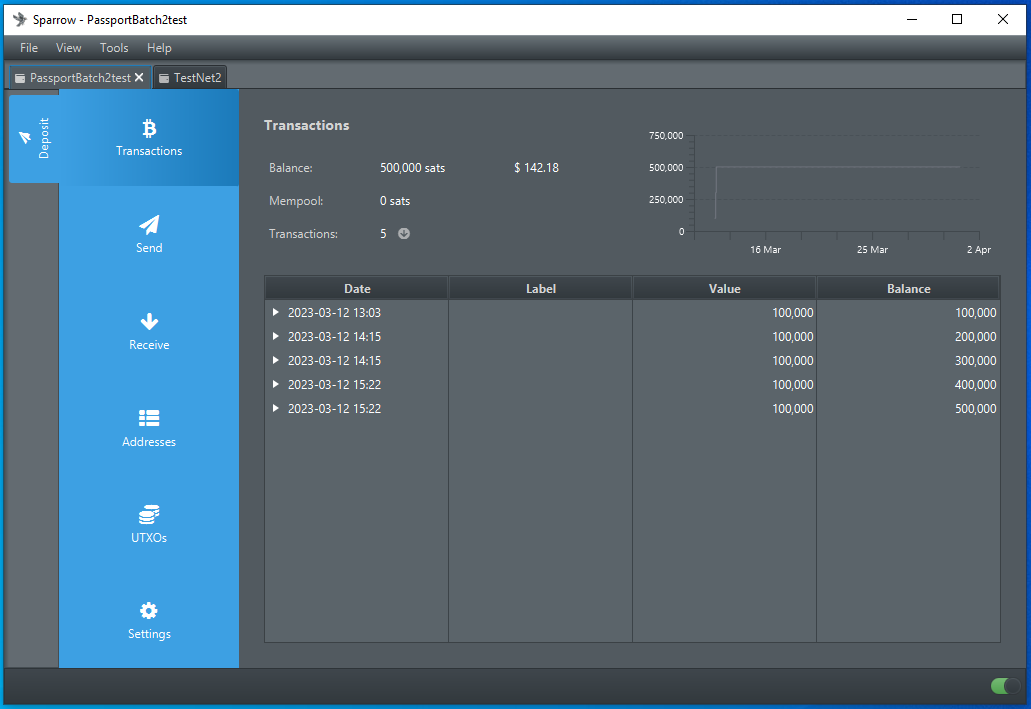 Sparrow - PassportBatch2test
File View Tools Help
PassportBatch2test TestNet2
Deposit
Transactions
Send
Receive
Addresses
UTXOs
Settings
Transactions
Balance: 500,000 sats $ 142.18
Mempool: 0 sats
Transactions: 5
750,000
500,000
250,000
0
16 Mar 25 Mar 2 Apr
Date Label Value Balance
2023-03-12 13:03 100,000 100,000
2023-03-12 14:15 100,000 200,000
2023-03-12 14:15 100,000 300,000
2023-03-12 15:22 100,000 400,000
2023-03-12 15:22 100,000 500,000